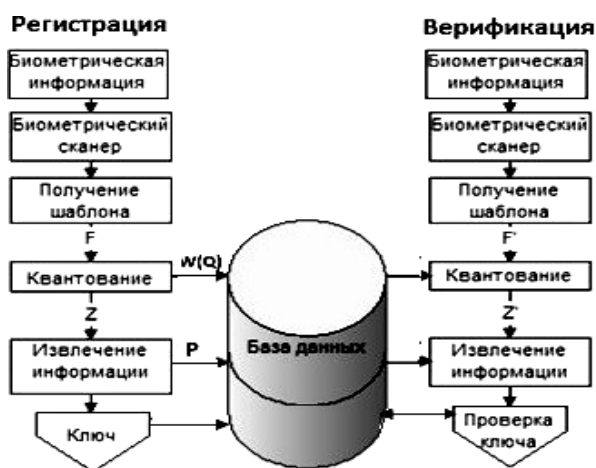 Регистрация
Биометрическая
информация
Биометрический
сканер
Получение
шаблона
F
Квантование
W(Q)
Z
Извлечение
информации
P
Ключ
База данных
Верификация
Биометрическая
информация
Биометрический
сканер
Получение
шаблона
F'
Квантование
Z'
Извлечение
информации
Проверка
ключа